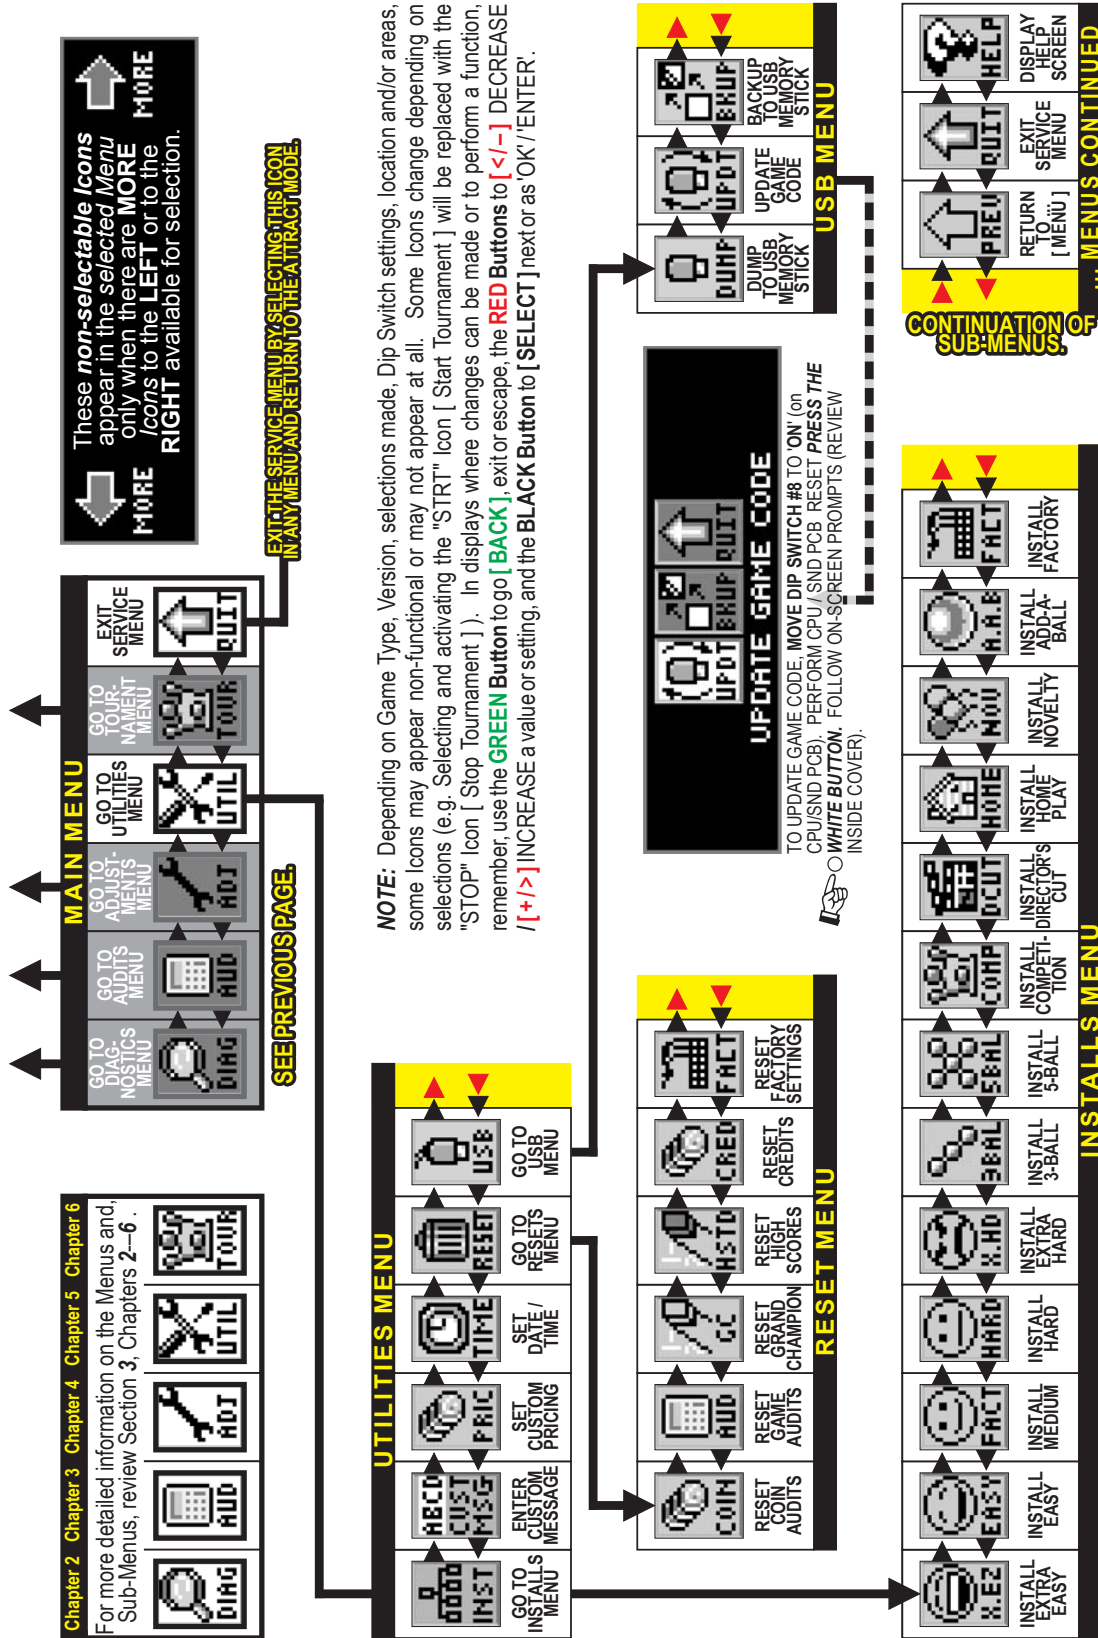 Chapter 2 Chapter 3 Chapter 4 Chapter 5 Chapter 6
For more detailed information on the Menus and,
Sub-Menus, review Section 3, Chapters 2—6 .
DIAG
AUD
ADJ
UTIL
TOUR
MAIN MENU
GO TO
DIAG-
NOSTICS
MENU
DIAG
GO TO
AUDITS
MENU
AUD
GO TO
ADJUST-
MENTS
MENU
ADJ
GO TO
UTILITIES
MENU
UTIL
GO TO
TOUR-
NAMENT
MENU
TOUR
EXIT
SERVICE
MENU
QUIT
SEE PREVIOUS PAGE.
MORE
These non-selectable Icons
appear in the selected Menu
only when there are MORE
Icons to the LEFT or to the
RIGHT available for selection.
MORE
EXIT THE SERVICE MENU BY SELECTING THIS ICON
IN ANY MENU AND RETURN TO THE ATTRACT MODE.
UTILITIES MENU
INST
GO TO
INSTALLS
MENU
ABCD
CUST
MSG
ENTER
CUSTOM
MESSAGE
PRIC
SET
CUSTOM
PRICING
TIME
SET
DATE /
TIME
RESET
GO TO
RESETS
MENU
USB
GO TO
USB
MENU
NOTE: Depending on Game Type, Version, selections made, Dip Switch settings, location and/or areas,
some Icons may appear non-functional or may not appear at all. Some Icons change depending on
selections (e.g. Selecting and activating the "STRT" Icon [ Start Tournament ] will be replaced with the
"STOP" Icon [ Stop Tournament ] ). In displays where changes can be made or to perform a function,
remember, use the GREEN Button to go [ BACK ], exit or escape, the RED Buttons to [ </– ] DECREASE
/ [ +/> ] INCREASE a value or setting, and the BLACK Button to [ SELECT ] next or as 'OK' / 'ENTER'.
COIN
RESET
COIN
AUDITS
AUD
RESET
GAME
AUDITS
GC
RESET
GRAND
CHAMPION
HSTD
RESET
HIGH
SCORES
CRED
RESET
CREDITS
FACT
RESET
FACTORY
SETTINGS
RESET MENU
UPDT
BKUP
QUIT
UPDATE GAME CODE
TO UPDATE GAME CODE, MOVE DIP SWITCH #8 TO 'ON' (on
CPU/SND PCB). PERFORM CPU / SND PCB RESET PRESS THE
WHITE BUTTON. FOLLOW ON-SCREEN PROMPTS (REVIEW
INSIDE COVER).
DUMP
DUMP
TO USB
MEMORY
STICK
UPDT
UPDATE
GAME
CODE
BKUP
BACKUP
TO USB
MEMORY
STICK
USB MENU
X.EZ
INSTALL
EXTRA
EASY
EASY
INSTALL
EASY
FACT
INSTALL
MEDIUM
HARD
INSTALL
HARD
X.HD
INSTALL
EXTRA
HARD
3BAL
INSTALL
3-BALL
5BAL
INSTALL
5-BALL
COMP
INSTALL
COMPETI-
TION
DCUT
INSTALL
DIRECTOR'S
CUT
HOME
INSTALL
HOME
PLAY
NOV
INSTALL
NOVELTY
A.A.B
INSTALL
ADD-A-
BALL
FACT
INSTALL
FACTORY
INSTALLS MENU
CONTINUATION OF
SUB-MENUS.
PREV
RETURN
TO
[ MENU ]
QUIT
EXIT
SERVICE
MENU
HELP
DISPLAY
HELP
SCREEN
MENUS CONTINUED